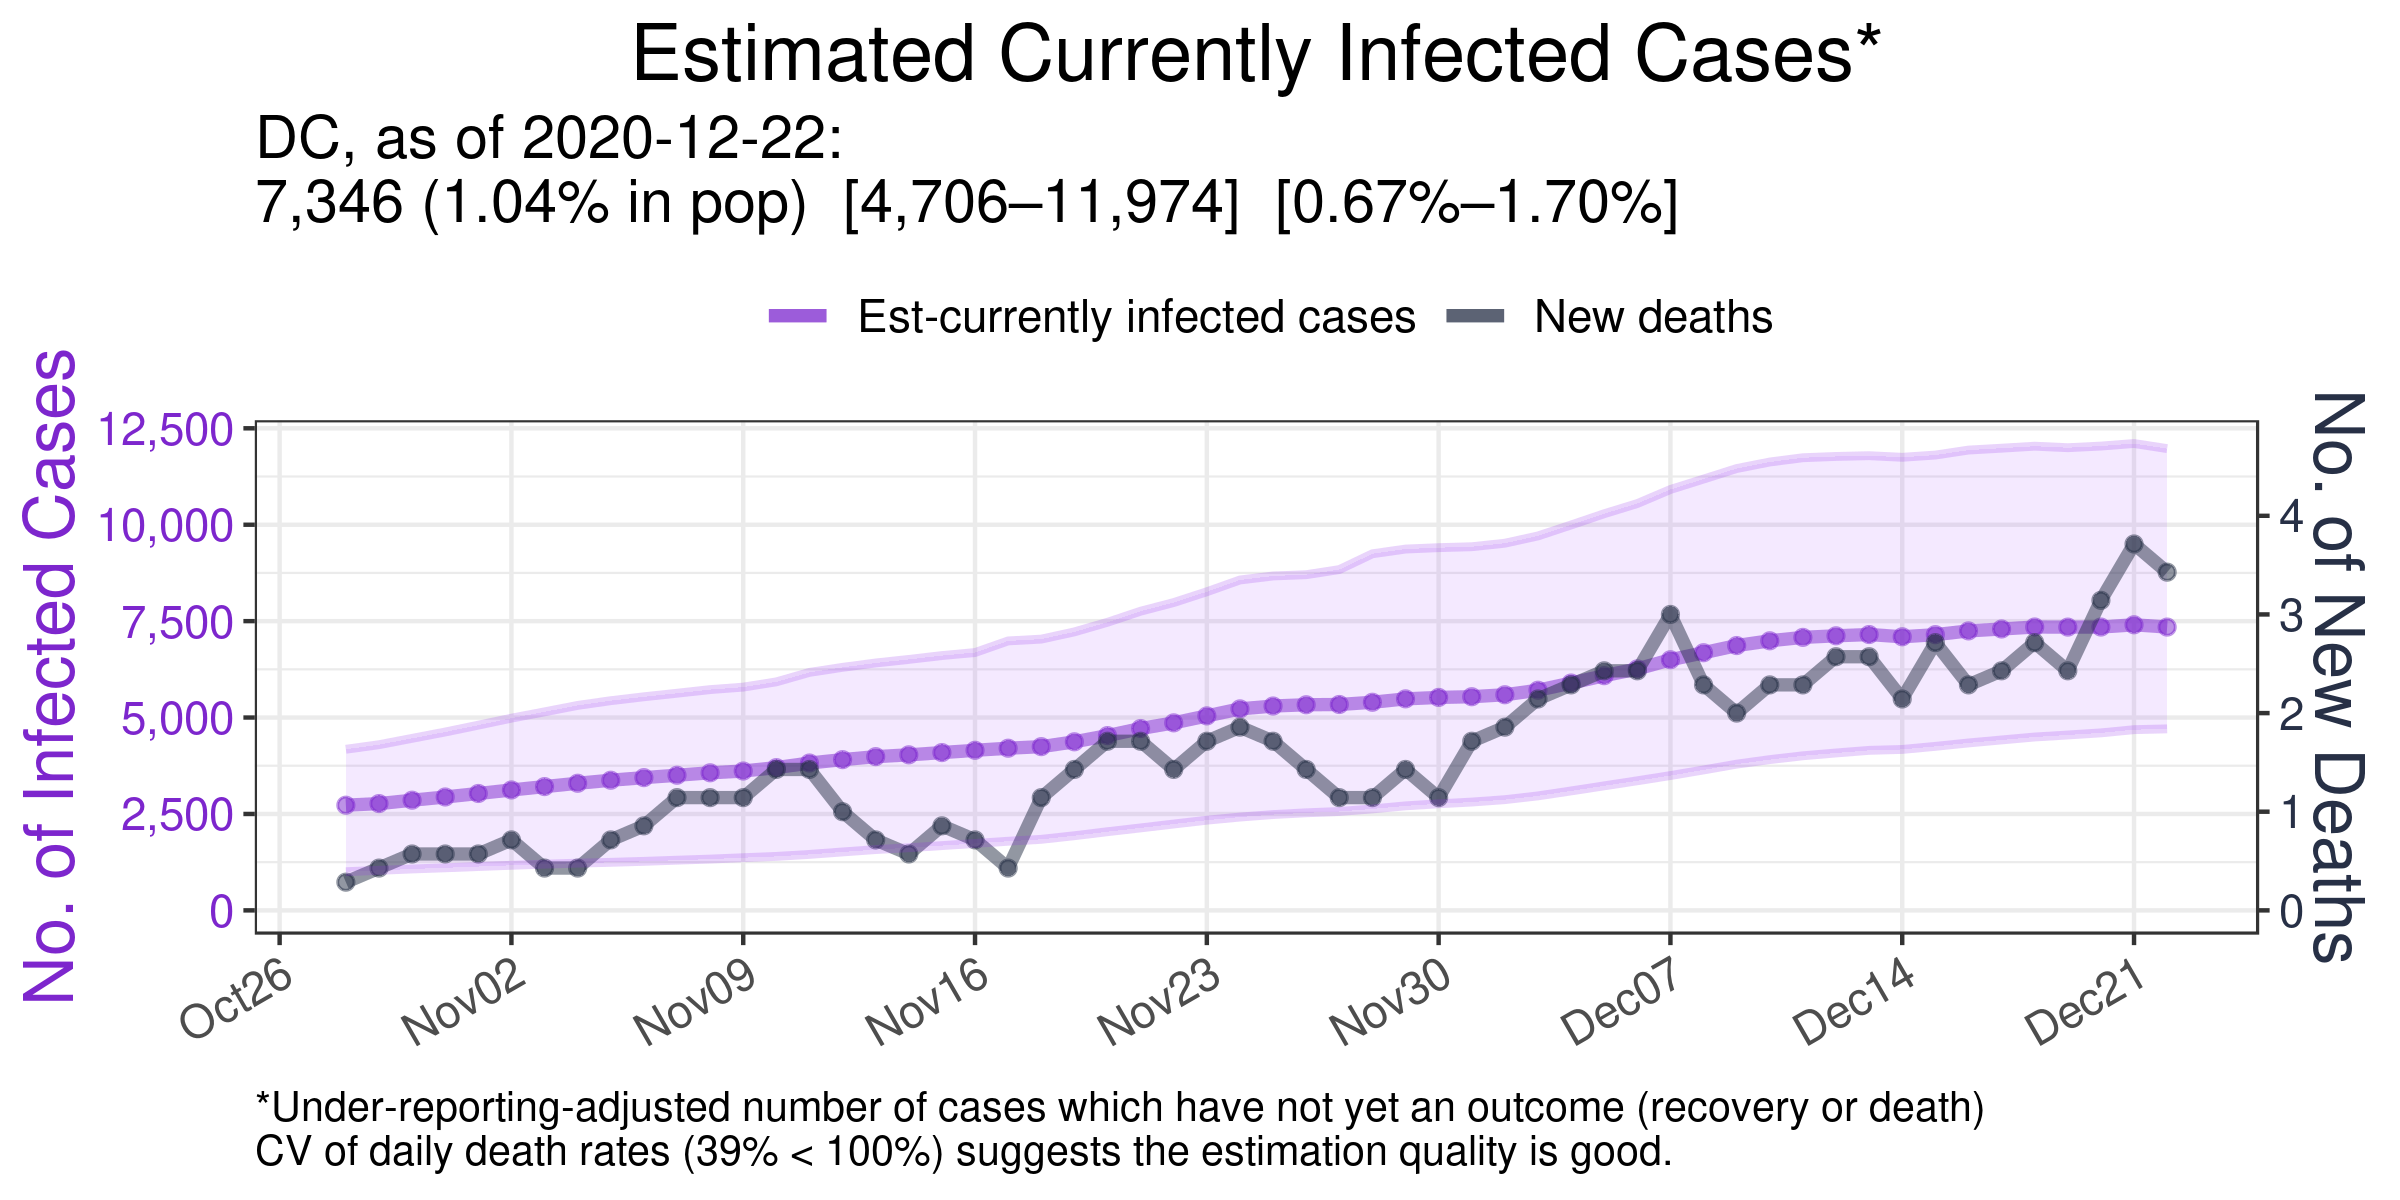 Estimated Currently Infected Cases*
DC, as of 2020-12-22:
7,346 (1.04% in pop)  [4,706–11,974]  [0.67%–1.70%]
Est-currently infected cases
New deaths
No. of Infected Cases
12,500
10,000
7,500
5,000
2,500
0
No. of New Deaths
4
3
2
1
0
Oct26
Nov02
Nov09
Nov16
Nov23
Nov30
Dec07
Dec14
Dec21
*Under-reporting-adjusted number of cases which have not yet an outcome (recovery or death)
CV of daily death rates (39% < 100%) suggests the estimation quality is good.